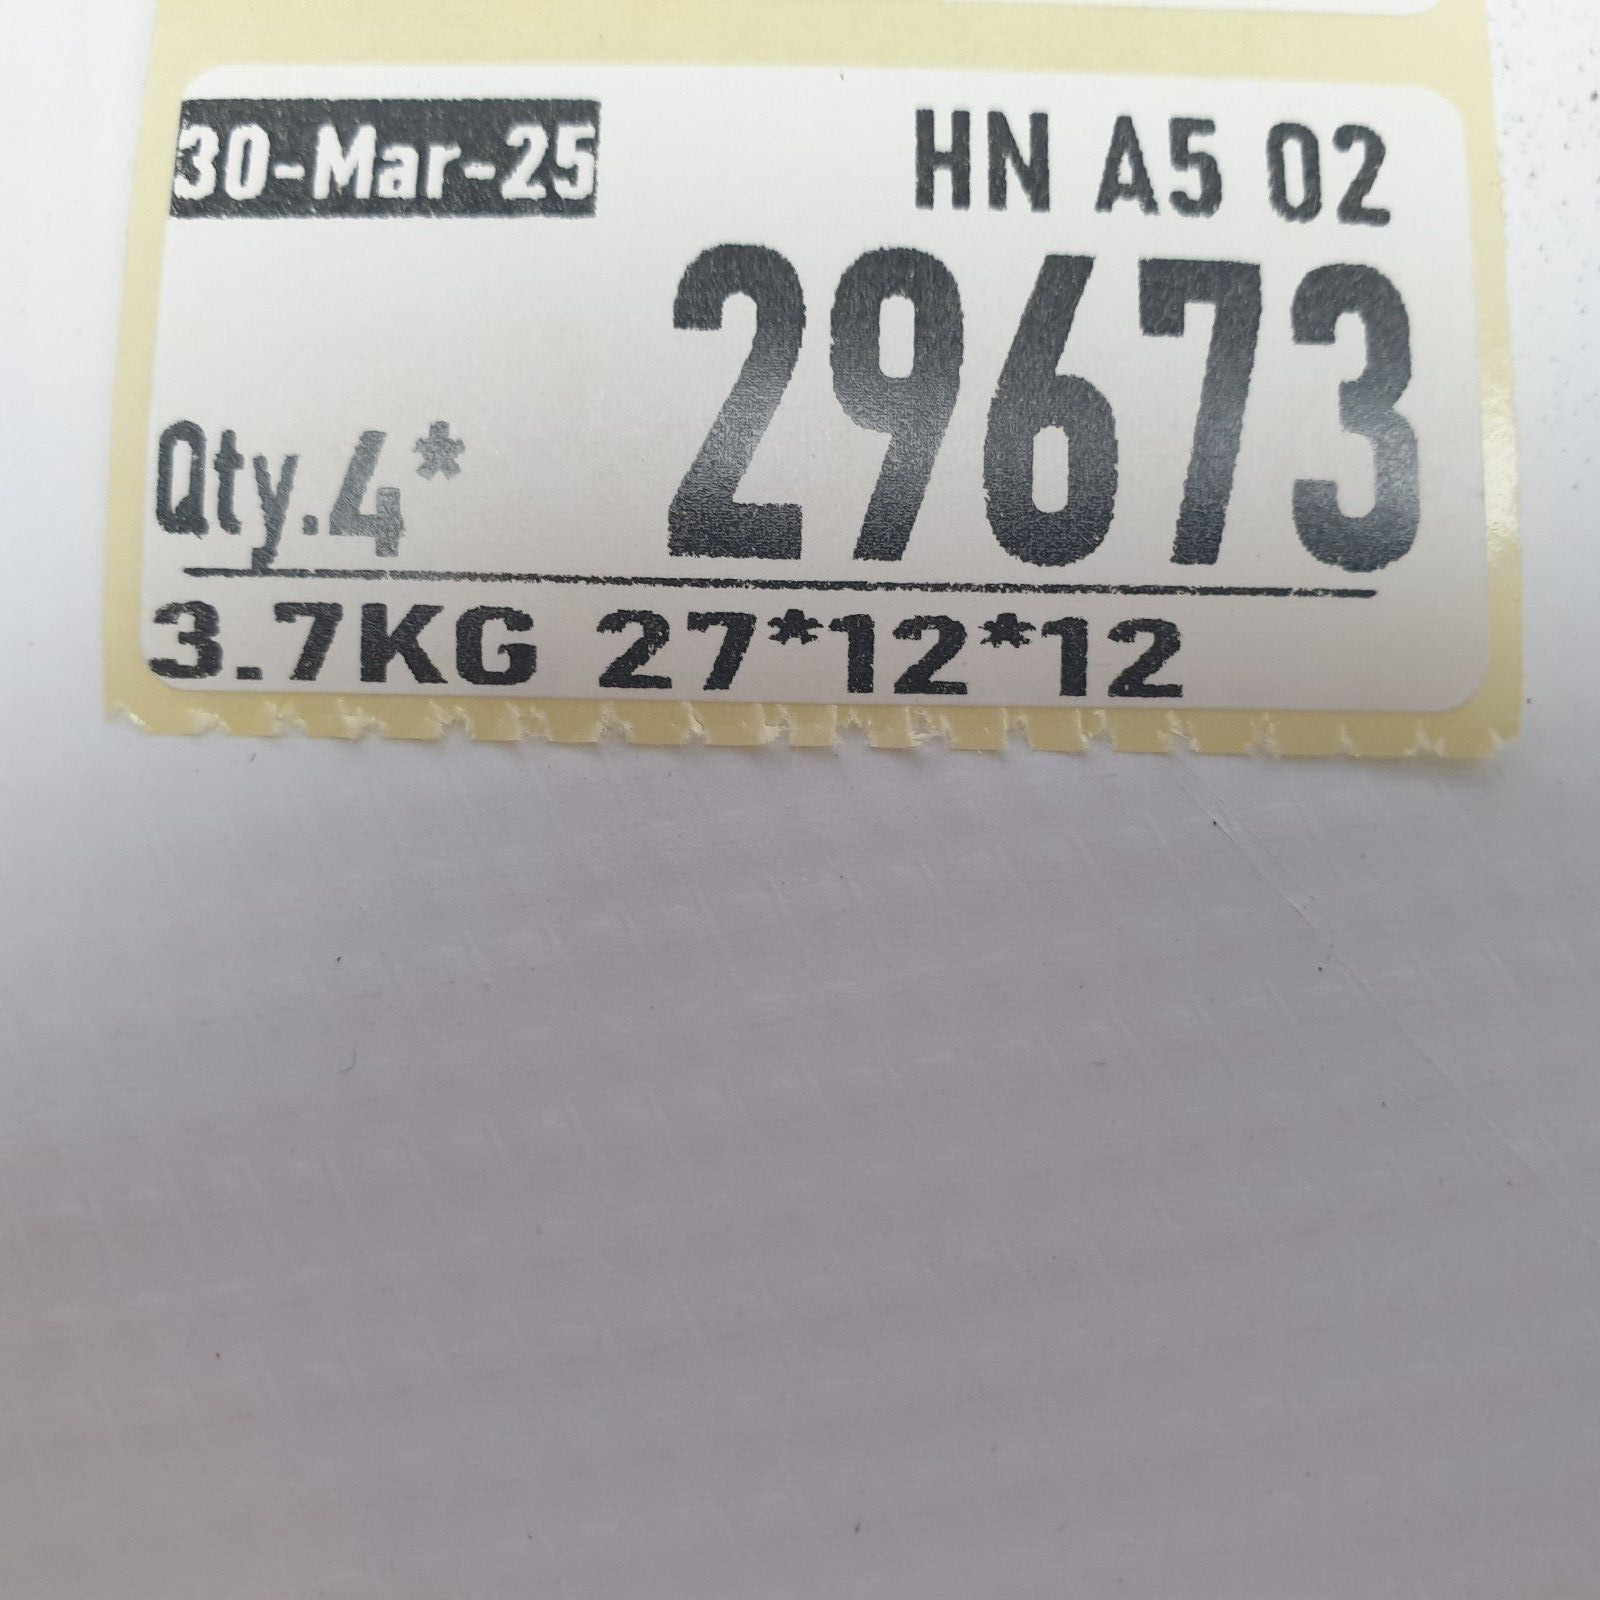 30-Mar-25 HN A5 02
29673
Qty.4*
3.7KG 27*12*12